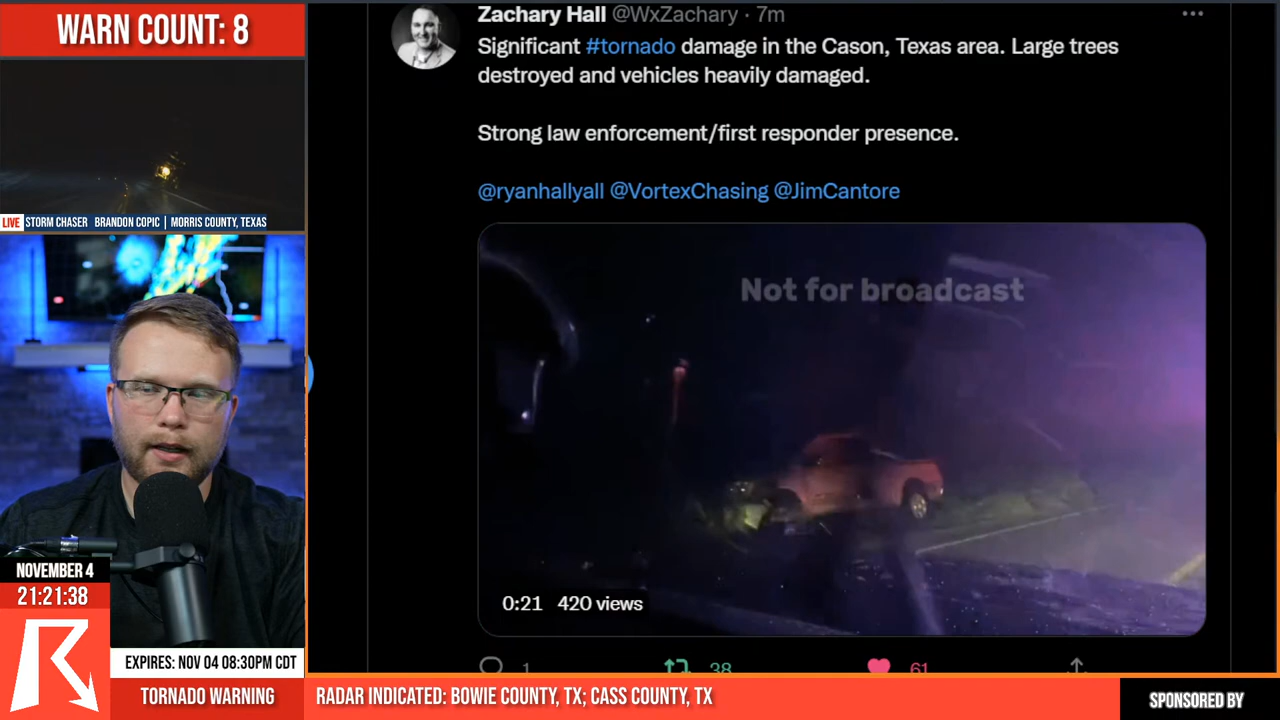 WARN COUNT: 8
LIVE STORM CHASER BRANDON COPIC | MORRIS COUNTY, TEXAS
Zachary Hall @WxZachary · 7m
Significant #tornado damage in the Cason, Texas area. Large trees
destroyed and vehicles heavily damaged.
Strong law enforcement/first responder presence.
@ryanhallyall @VortexChasing @JimCantore
Not for broadcast
0:21 420 views
1 38 61
NOVEMBER 4
21:21:38
EXPIRES: NOV 04 08:30PM CDT
TORNADO WARNING
RADAR INDICATED: BOWIE COUNTY, TX; CASS COUNTY, TX
SPONSORED BY